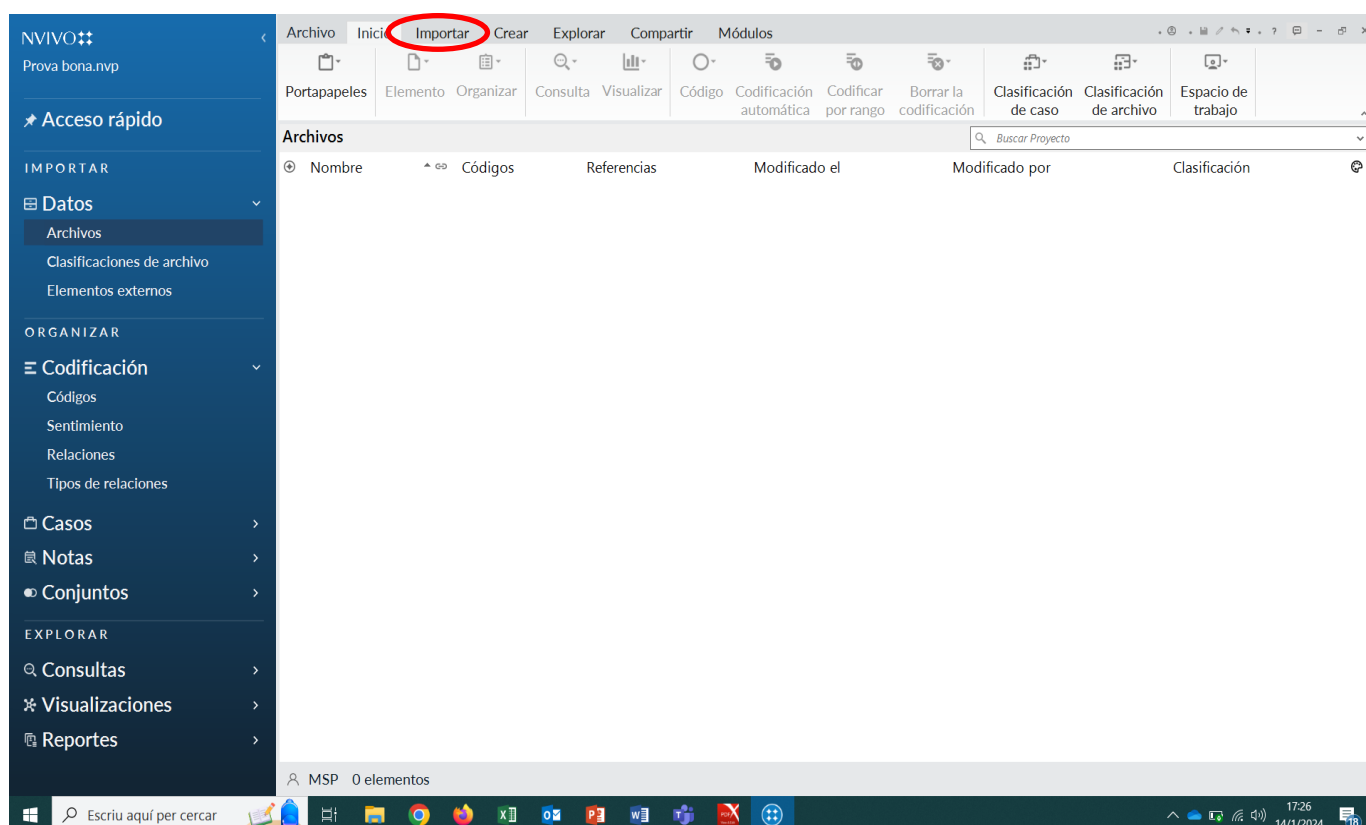 NVIVO
Prova bona.nvp
Acceso rápido
IMPORTAR
Datos
Archivos
Clasificaciones de archivo
Elementos externos
ORGANIZAR
Codificación
Códigos
Sentimiento
Relaciones
Tipos de relaciones
Casos
Notas
Conjuntos
EXPLORAR
Consultas
Visualizaciones
Reportes
Archivo Inicio Importar Crear Explorar Compartir Módulos
Portapapeles Elemento Organizar Consulta Visualizar Código Codificación automática Codificar por rango Borrar la codificación Clasificación de caso Clasificación de archivo Espacio de trabajo
Archivos Buscar Proyecto
Nombre Códigos Referencias Modificado el Modificado por Clasificación
MSP 0 elementos
Escriu aquí per cercar
17:26
14/1/2024
18